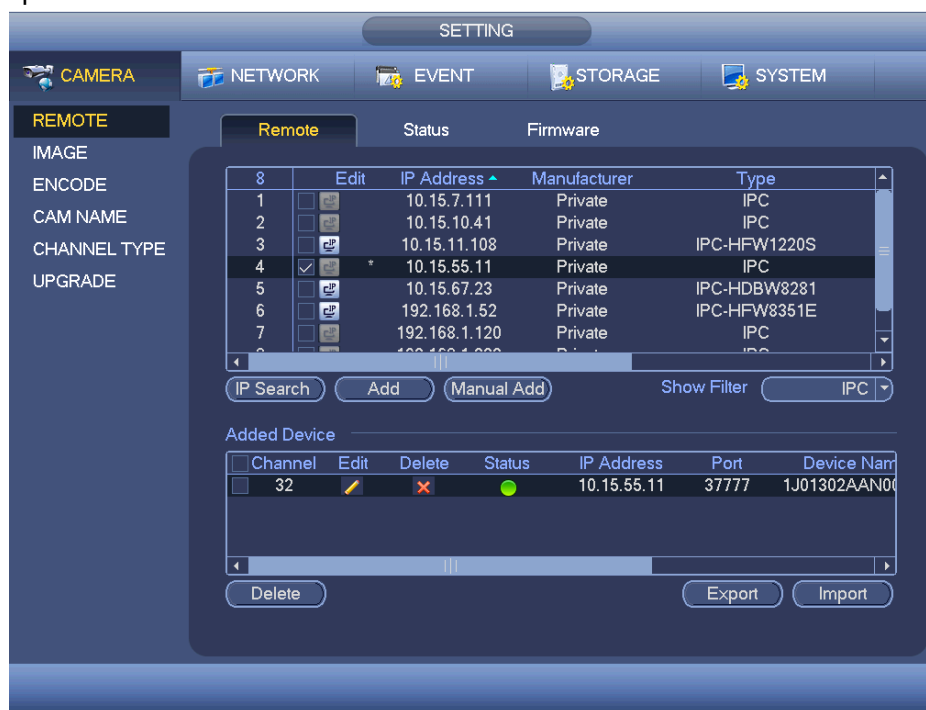 SETTING
CAMERA NETWORK EVENT STORAGE SYSTEM
REMOTE
IMAGE
ENCODE
CAM NAME
CHANNEL TYPE
UPGRADE
Remote Status Firmware
8 Edit IP Address Manufacturer Type
1 10.15.7.111 Private IPC
2 10.15.10.41 Private IPC
3 10.15.11.108 Private IPC-HFW1220S
4 * 10.15.55.11 Private IPC
5 10.15.67.23 Private IPC-HDBW8281
6 192.168.1.52 Private IPC-HFW8351E
7 192.168.1.120 Private IPC
IP Search Add Manual Add Show Filter IPC
Added Device
Channel Edit Delete Status IP Address Port Device Nam
32 10.15.55.11 37777 1J01302AAN00
Delete Export Import